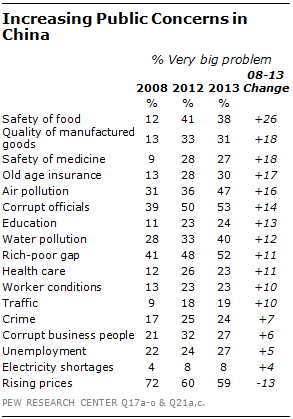 Increasing Public Concerns in
China
% Very big problem
2008 2012 2013 08-13 Change
% % %
Safety of food 12 41 38 +26
Quality of manufactured
goods 13 33 31 +18
Safety of medicine 9 28 27 +18
Old age insurance 13 28 30 +17
Air pollution 31 36 47 +16
Corrupt officials 39 50 53 +14
Education 11 23 24 +13
Water pollution 28 33 40 +12
Rich-poor gap 41 48 52 +11
Health care 12 26 23 +11
Worker conditions 13 23 23 +10
Traffic 9 18 19 +10
Crime 17 25 24 +7
Corrupt business people 21 32 27 +6
Unemployment 22 24 27 +5
Electricity shortages 4 8 8 +4
Rising prices 72 60 59 -13
PEW RESEARCH CENTER Q17a-o & Q21a,c.